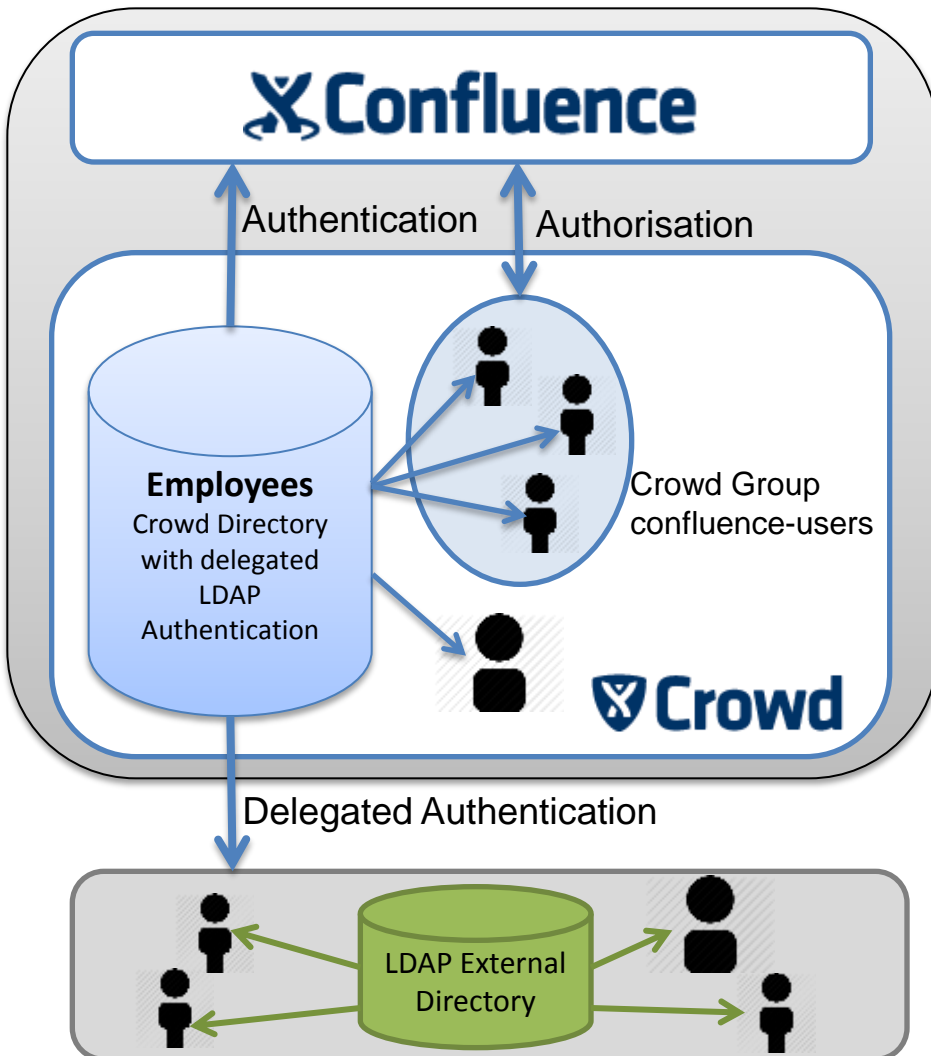 Confluence
Authentication
Authorisation
Employees
Crowd Directory
with delegated
LDAP
Authentication
Crowd Group
confluence-users
Crowd
Delegated Authentication
LDAP External
Directory